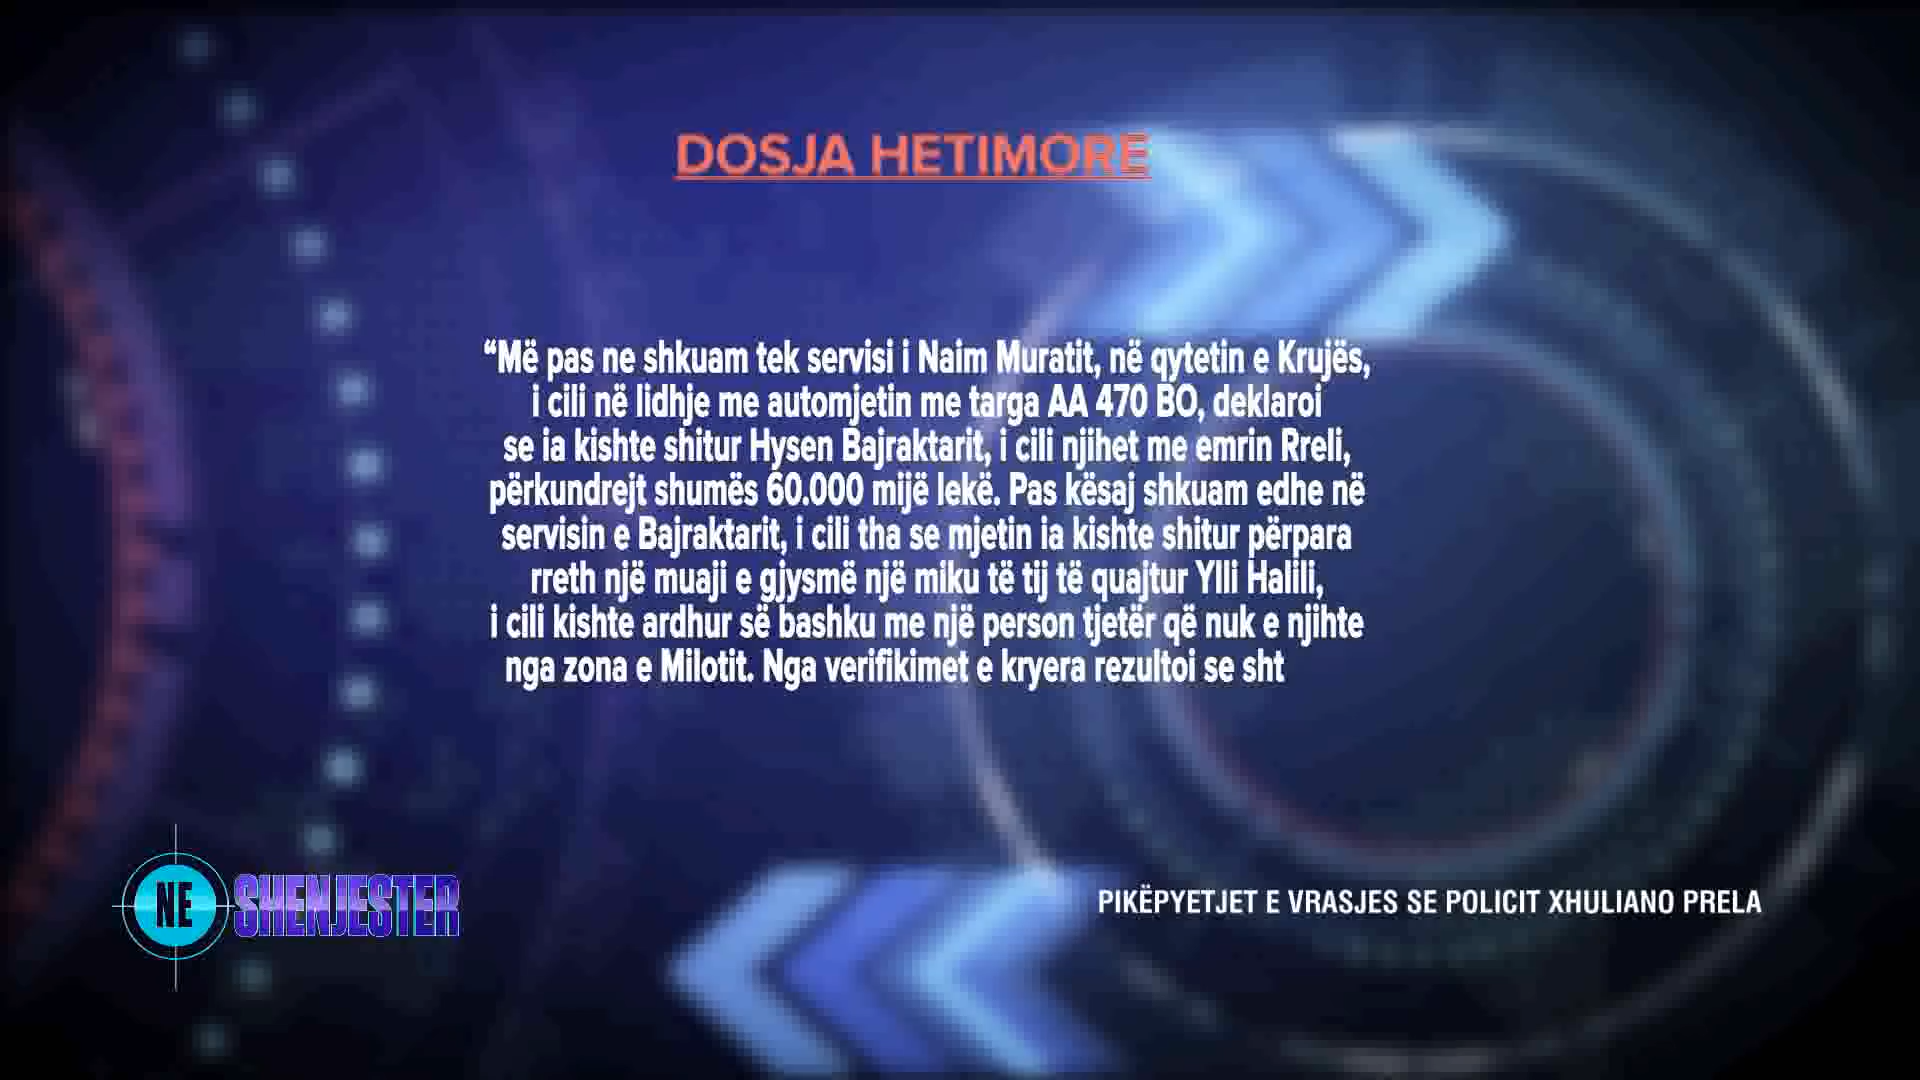 DOSJA HETIMORE
“Më pas ne shkuam tek servisi i Naim Muratit, në qytetin e Krujës,
i cili në lidhje me automjetin me targa AA 470 BO, deklaroi
se ia kishte shitur Hysen Bajraktarit, i cili njihet me emrin Rreli,
përkundrejt shumës 60.000 mijë lekë. Pas kësaj shkuam edhe në
servisin e Bajraktarit, i cili tha se mjetin ia kishte shitur përpara
rreth një muaji e gjysmë një miku të tij të quajtur Ylli Halili,
i cili kishte ardhur së bashku me një person tjetër që nuk e njihte
nga zona e Milotit. Nga verifikimet e kryera rezultoi se sht
NE SHENJESTER
PIKËPYETJET E VRASJES SE POLICIT XHULIANO PRELA